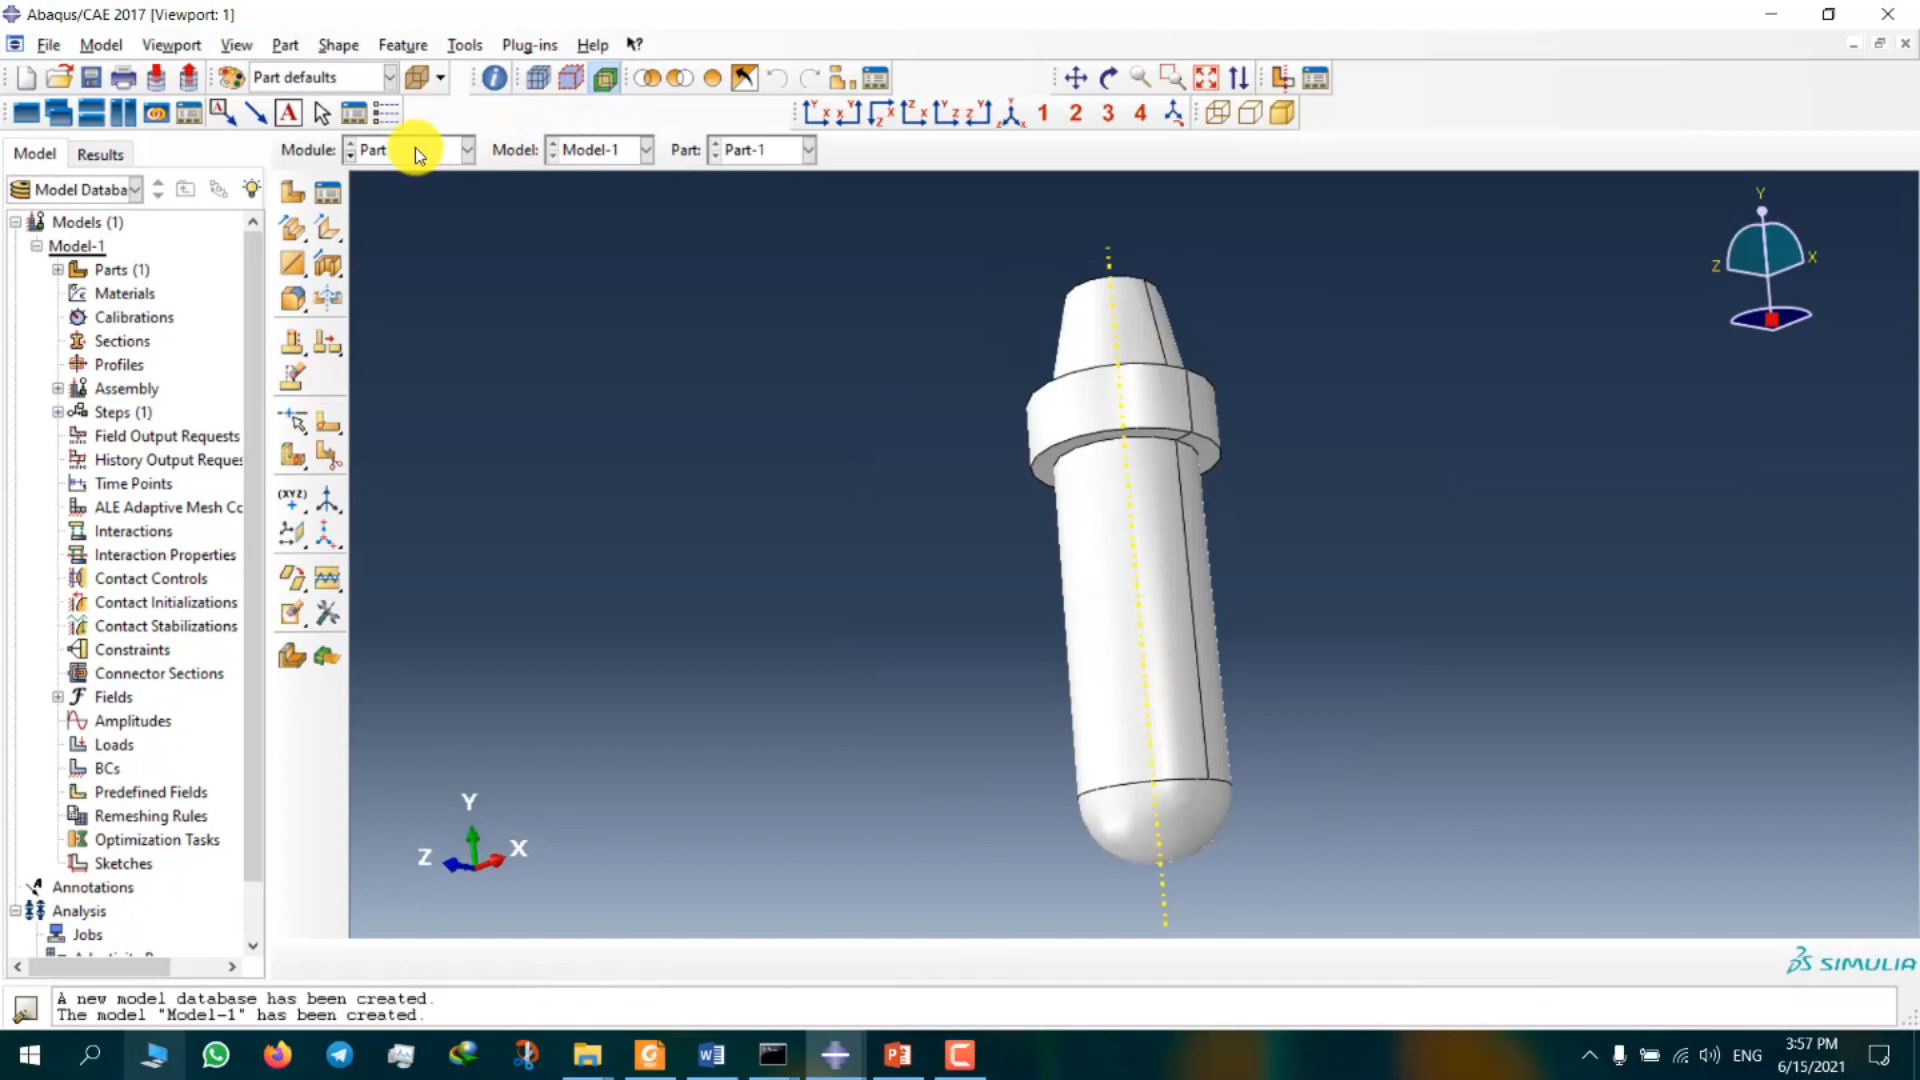 Abaqus/CAE 2017 [Viewport: 1]
File Model Viewport View Part Shape Feature Tools Plug-ins Help
Part defaults
1 2 3 4
Model Results
Module: Part Model: Model-1 Part: Part-1
Model Databa
Models (1)
Model-1
Parts (1)
Materials
Calibrations
Sections
Profiles
Assembly
Steps (1)
Field Output Requests
History Output Reques
Time Points
ALE Adaptive Mesh Cc
Interactions
Interaction Properties
Contact Controls
Contact Initializations
Contact Stabilizations
Constraints
Connector Sections
Fields
Amplitudes
Loads
BCs
Predefined Fields
Remeshing Rules
Optimization Tasks
Sketches
Annotations
Analysis
Jobs
(XYZ)
Y
Z X
Y
Z X
SIMULIA
A new model database has been created.
The model "Model-1" has been created.
ENG
3:57 PM
6/15/2021